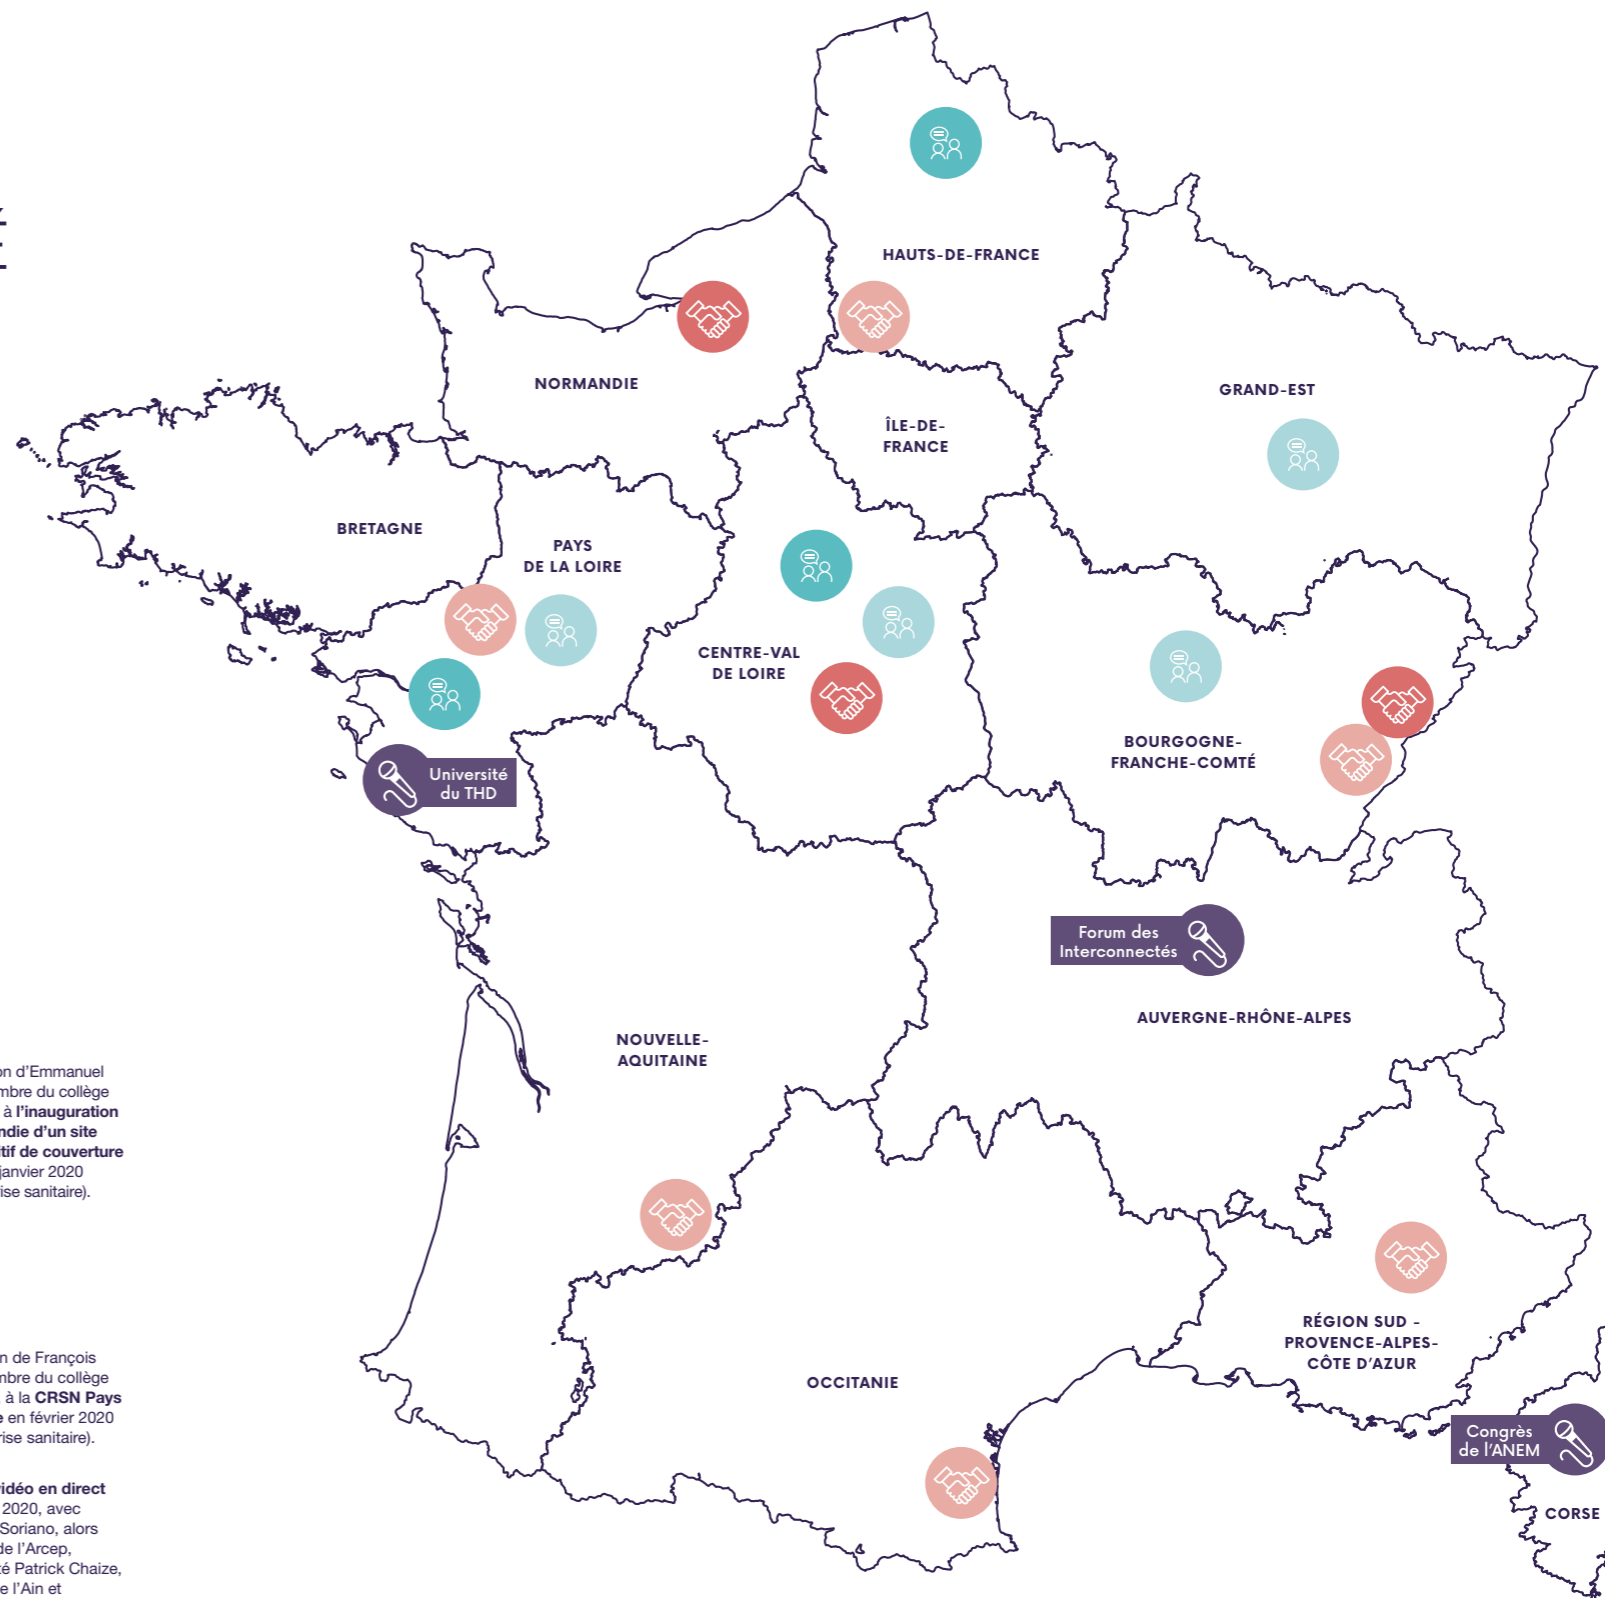 HAUTS-DE-FRANCE
NORMANDIE
GRAND-EST
ÎLE-DE-
FRANCE
BRETAGNE
PAYS
DE LA LOIRE
CENTRE-VAL
DE LOIRE
BOURGOGNE-
FRANCHE-COMTÉ
Université
du THD
Forum des
Interconnectés
AUVERGNE-RHÔNE-ALPES
NOUVELLE-
AQUITAINE
on d’Emmanuel
mbre du collège
à l’inauguration
ndie d’un site
tif de couverture
janvier 2020
rise sanitaire).
RÉGION SUD -
PROVENCE-ALPES-
CÔTE D’AZUR
OCCITANIE
n de François
mbre du collège
à la CRSN Pays
e en février 2020
rise sanitaire).
Congrès
de l’ANEM
CORSE
vidéo en direct
2020, avec
Soriano, alors
de l’Arcep,
té Patrick Chaize,
e l’Ain et